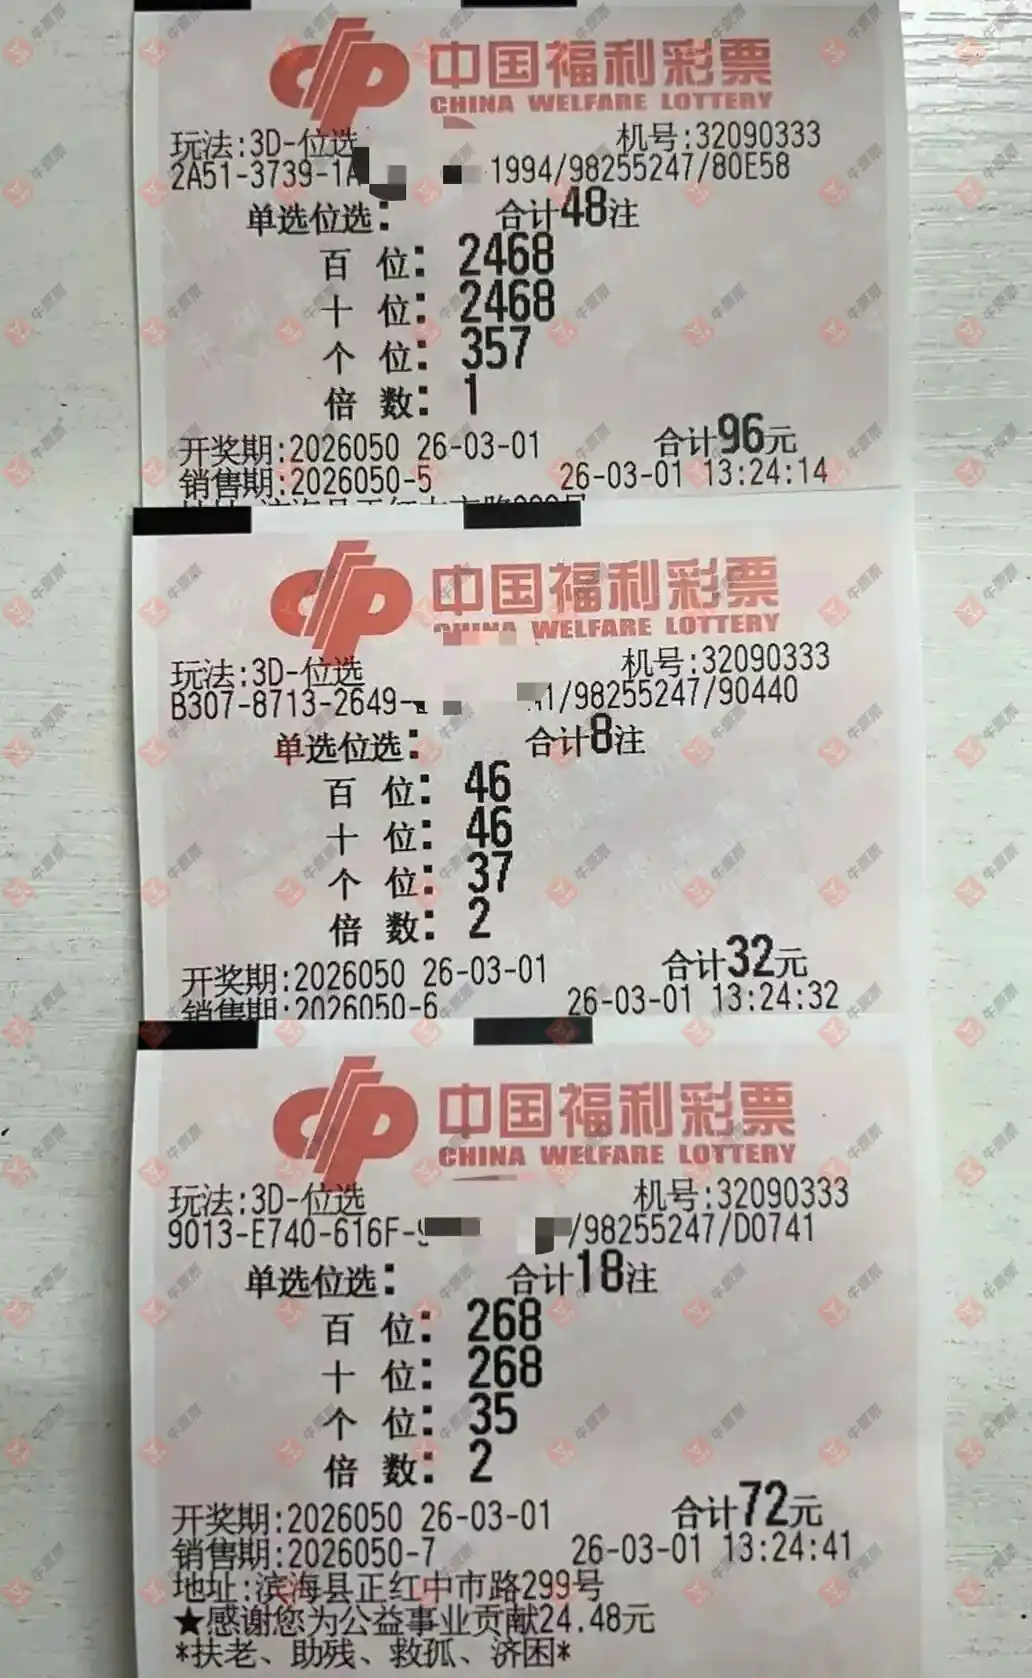 中国福利彩票
CHINA WELFARE LOTTERY
玩法:3D-位选 机号:32090333
2A51-3739-1A 1994/98255247/80E58
单选位选: 合计48注
百 位: 2468
十 位: 2468
个 位: 357
倍 数: 1
开奖期:2026050 26-03-01 合计96元
销售期:2026050-5 26-03-01 13:24:14
中国福利彩票
CHINA WELFARE LOTTERY
玩法:3D-位选 机号:32090333
B307-8713-2649- 1/98255247/90440
单选位选: 合计8注
百 位: 46
十 位: 46
个 位: 37
倍 数: 2
开奖期:2026050 26-03-01 合计32元
销售期:2026050-6 26-03-01 13:24:32
中国福利彩票
CHINA WELFARE LOTTERY
玩法:3D-位选 机号:32090333
9013-E740-616F- /98255247/D0741
单选位选: 合计18注
百 位: 268
十 位: 268
个 位: 35
倍 数: 2
开奖期:2026050 26-03-01 合计72元
销售期:2026050-7 26-03-01 13:24:41
地址:滨海县正红中市路299号
★感谢您为公益事业贡献24.48元
*扶老、助残、救孤、济困*